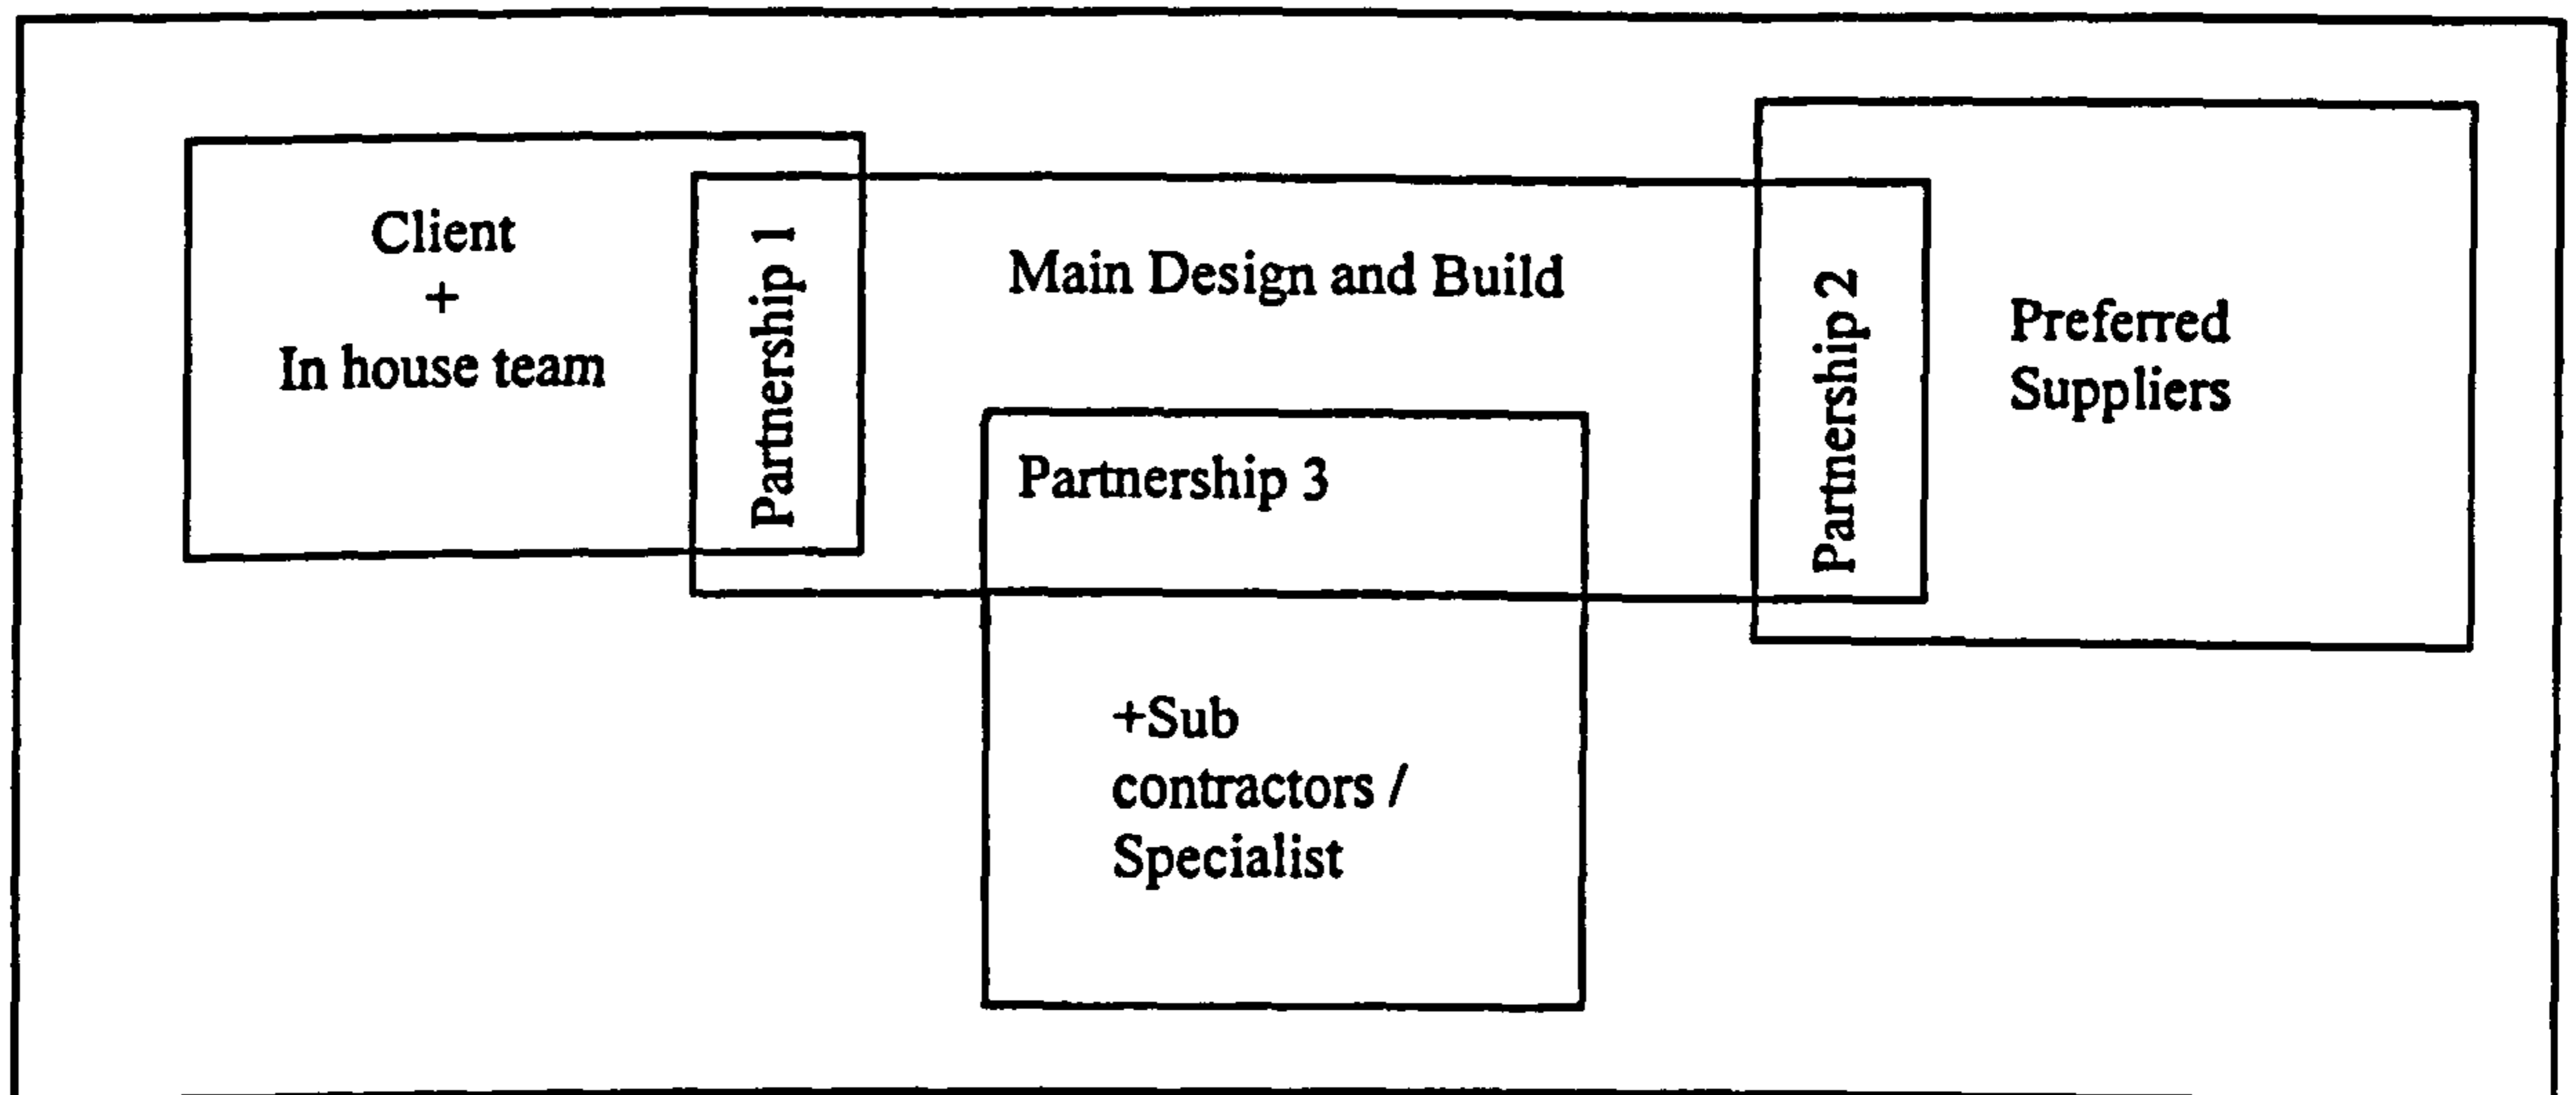 Client
+
In house team
Partnership 1
Main Design and Build
Partnership 2
Preferred
Suppliers
Partnership 3
+Sub
contractors /
Specialist